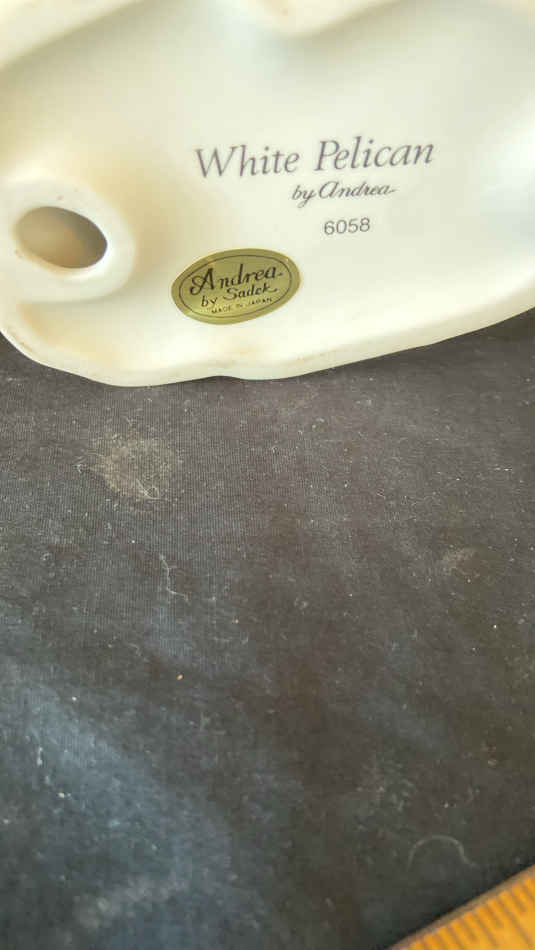 White Pelican
by Andrea
6058
Andrea
by Sadek
MADE IN JAPAN